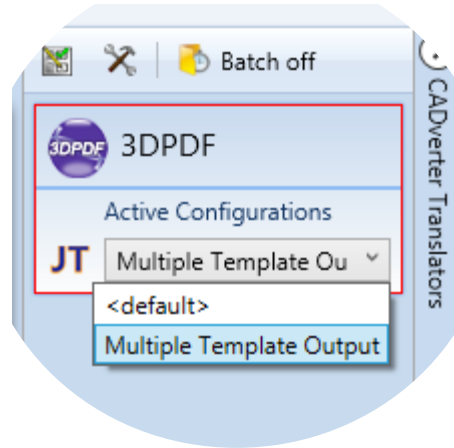 Batch off
3DPDF 3DPDF
Active Configurations
JT Multiple Template Ou
<default>
Multiple Template Output
CADverter Translators